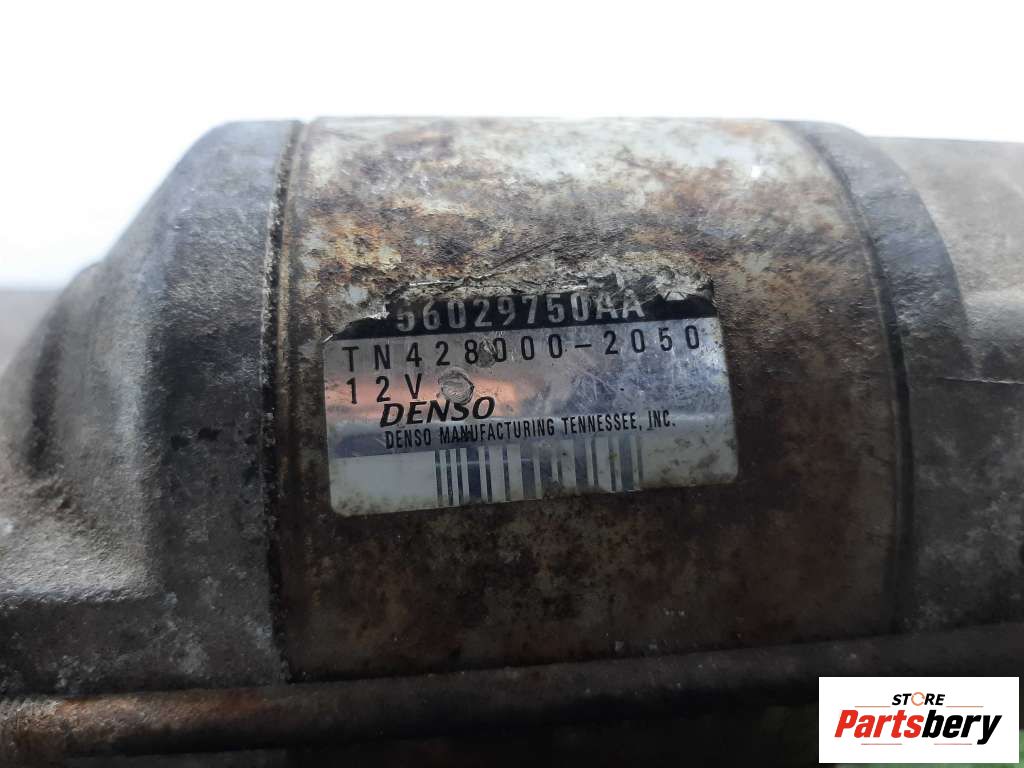 56029750AA
TN428000-2050
12V
DENSO
DENSO MANUFACTURING TENNESSEE, INC.
STORE
Partsbery